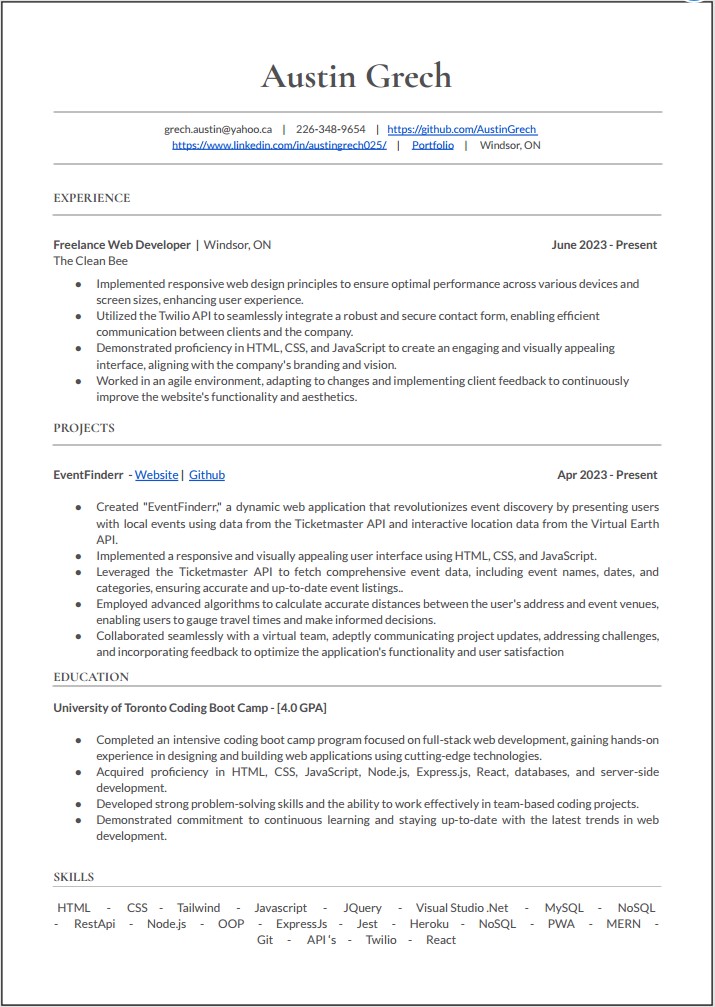 Austin Grech
grech.austin@yahoo.ca | 226-348-9654 | https://github.com/AustinGrech
https://www.linkedin.com/in/austingrech025/ | Portfolio | Windsor, ON
EXPERIENCE
Freelance Web Developer | Windsor, ON June 2023 - Present
The Clean Bee
● Implemented responsive web design principles to ensure optimal performance across various devices and
screen sizes, enhancing user experience.
● Utilized the Twilio API to seamlessly integrate a robust and secure contact form, enabling efficient
communication between clients and the company.
● Demonstrated proficiency in HTML, CSS, and JavaScript to create an engaging and visually appealing
interface, aligning with the company's branding and vision.
● Worked in an agile environment, adapting to changes and implementing client feedback to continuously
improve the website's functionality and aesthetics.
PROJECTS
EventFinderr - Website | Github Apr 2023 - Present
● Created "EventFinderr," a dynamic web application that revolutionizes event discovery by presenting users
with local events using data from the Ticketmaster API and interactive location data from the Virtual Earth
API.
● Implemented a responsive and visually appealing user interface using HTML, CSS, and JavaScript.
● Leveraged the Ticketmaster API to fetch comprehensive event data, including event names, dates, and
categories, ensuring accurate and up-to-date event listings..
● Employed advanced algorithms to calculate accurate distances between the user's address and event venues,
enabling users to gauge travel times and make informed decisions.
● Collaborated seamlessly with a virtual team, adeptly communicating project updates, addressing challenges,
and incorporating feedback to optimize the application's functionality and user satisfaction
EDUCATION
University of Toronto Coding Boot Camp - [4.0 GPA]
● Completed an intensive coding boot camp program focused on full-stack web development, gaining hands-on
experience in designing and building web applications using cutting-edge technologies.
● Acquired proficiency in HTML, CSS, JavaScript, Node.js, Express.js, React, databases, and server-side
development.
● Developed strong problem-solving skills and the ability to work effectively in team-based coding projects.
● Demonstrated commitment to continuous learning and staying up-to-date with the latest trends in web
development.
SKILLS
HTML - CSS - Tailwind - Javascript - JQuery - Visual Studio .Net - MySQL - NoSQL
- RestApi - Node.js - OOP - ExpressJs - Jest - Heroku - NoSQL - PWA - MERN -
Git - API 's - Twilio - React